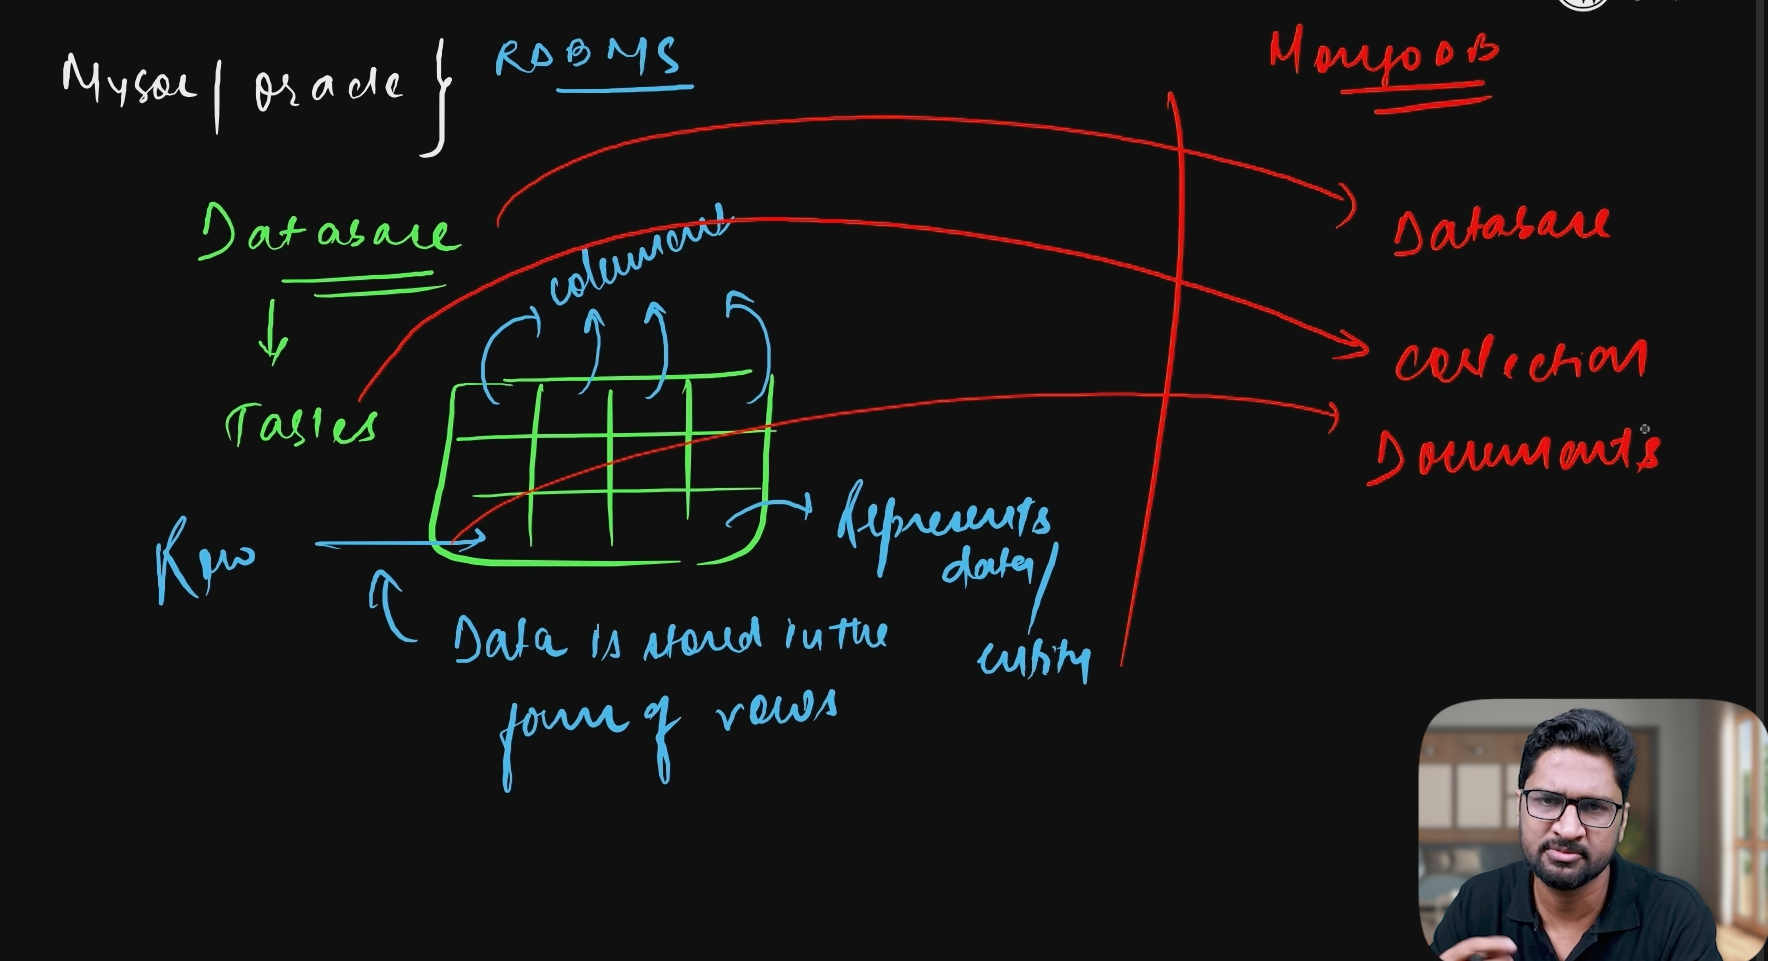 MySQL / Oracle } RDBMS
MongoDB
Database
Database
columns
collection
Tables
Documents
Represents
data/
entity
Row
Data is stored in the
form of rows